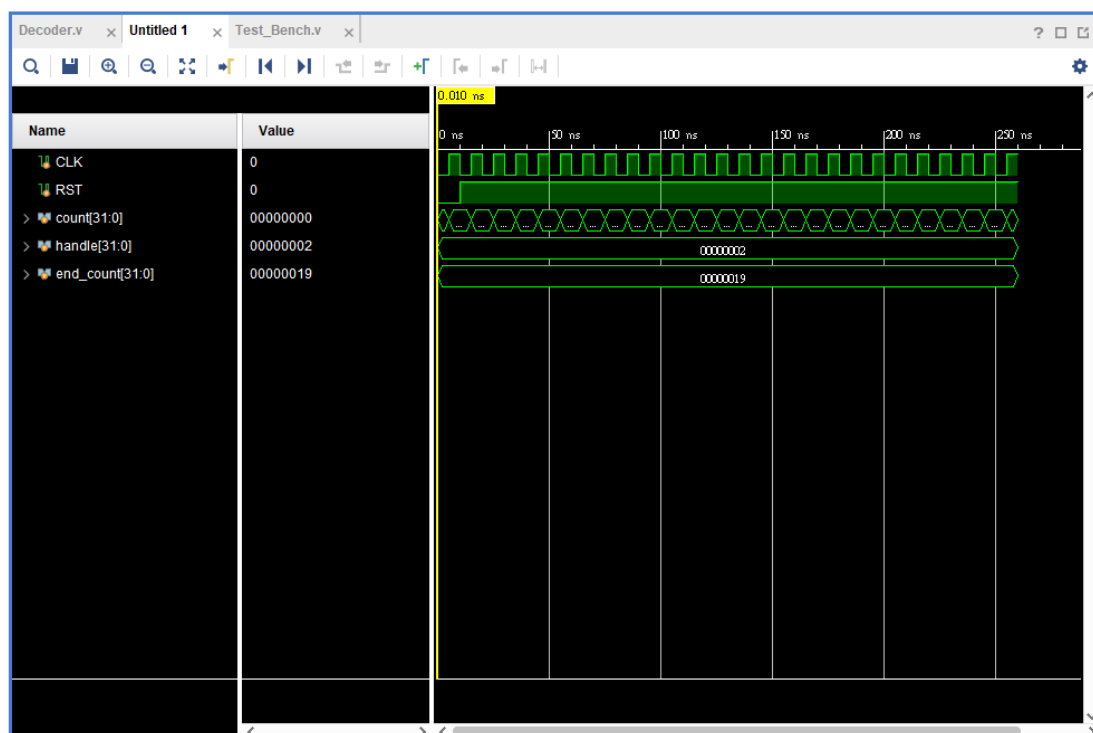 Decoder.v Untitled 1 Test_Bench.v
0.010 ns
Name Value 0 ns 50 ns 100 ns 150 ns 200 ns 250 ns
CLK 0
RST 0
count[31:0] 00000000 ... ... ... ... ... ... ... ... ... ... ... ... ... ... ... ... ... ... ... ... ... ... ... ... ...
handle[31:0] 00000002 00000002
end_count[31:0] 00000019 00000019